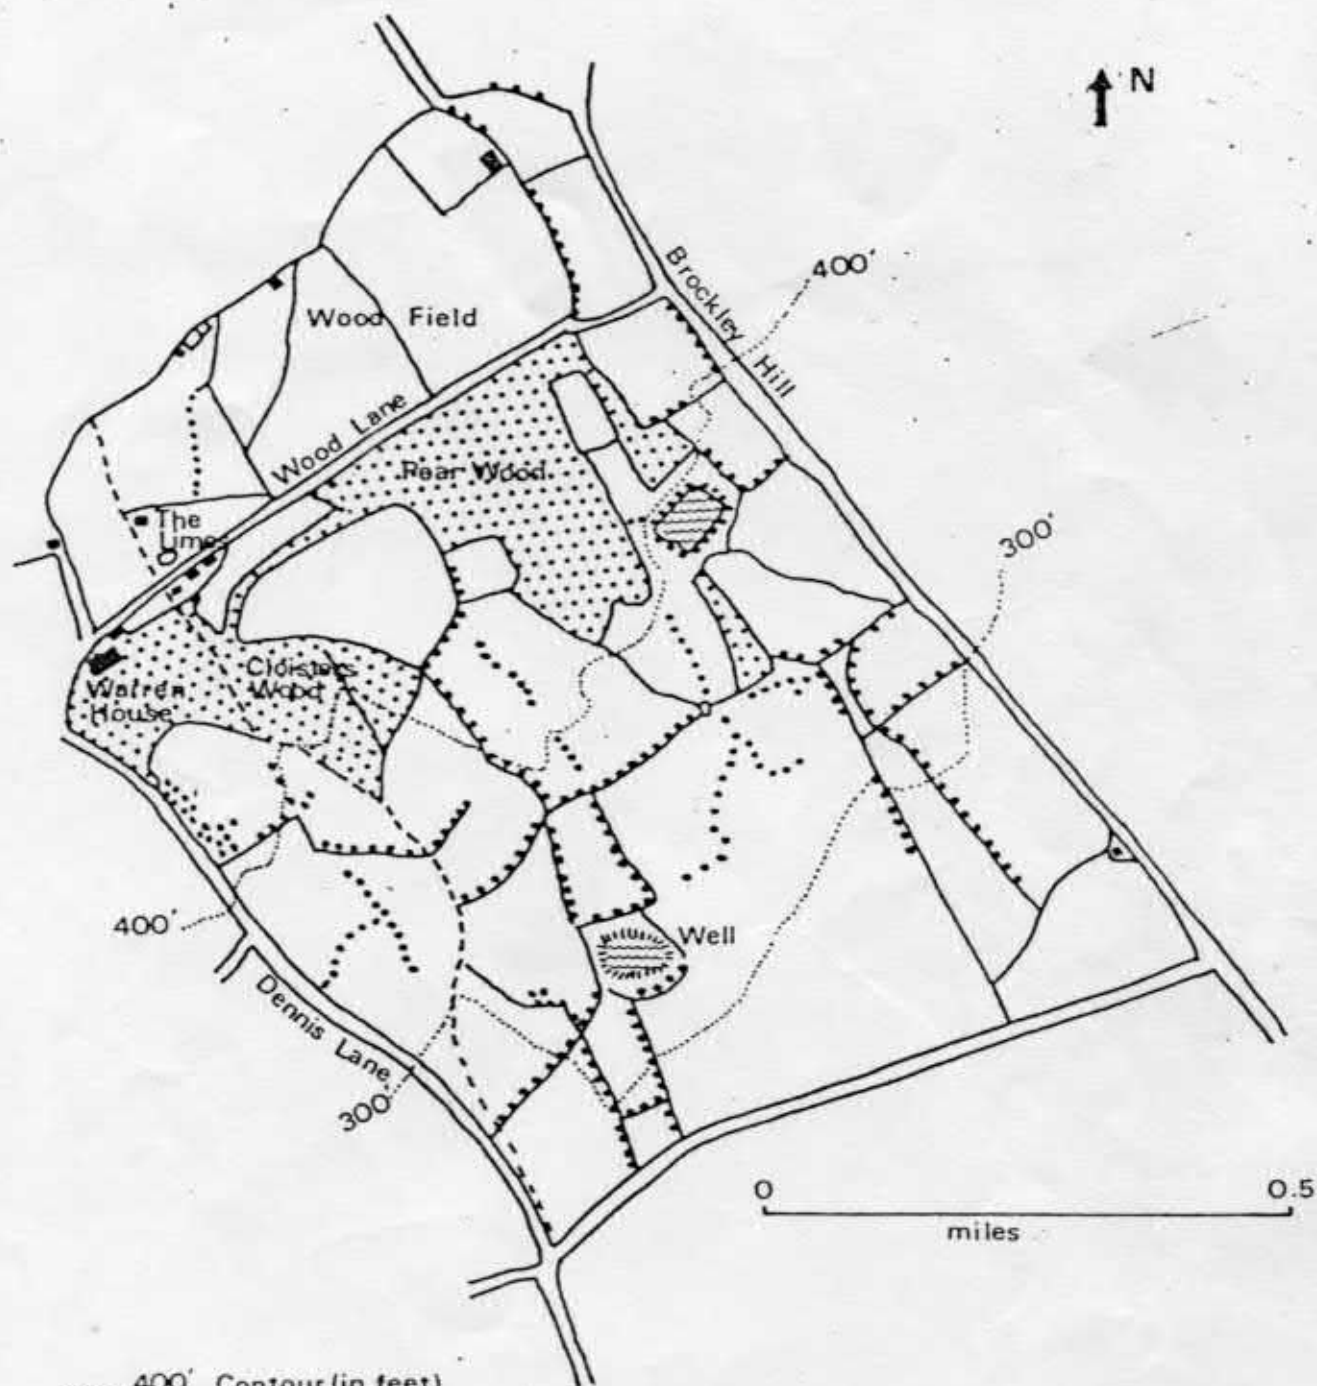 N
400'
Brockley Hill
Wood Field
Wood Lane
Pear Wood
The
Limes
300'
Cloisters
Wood
Warren
House
400'
Well
Dennis Lane
300'
0
0.5
miles
400' Contour (in feet)